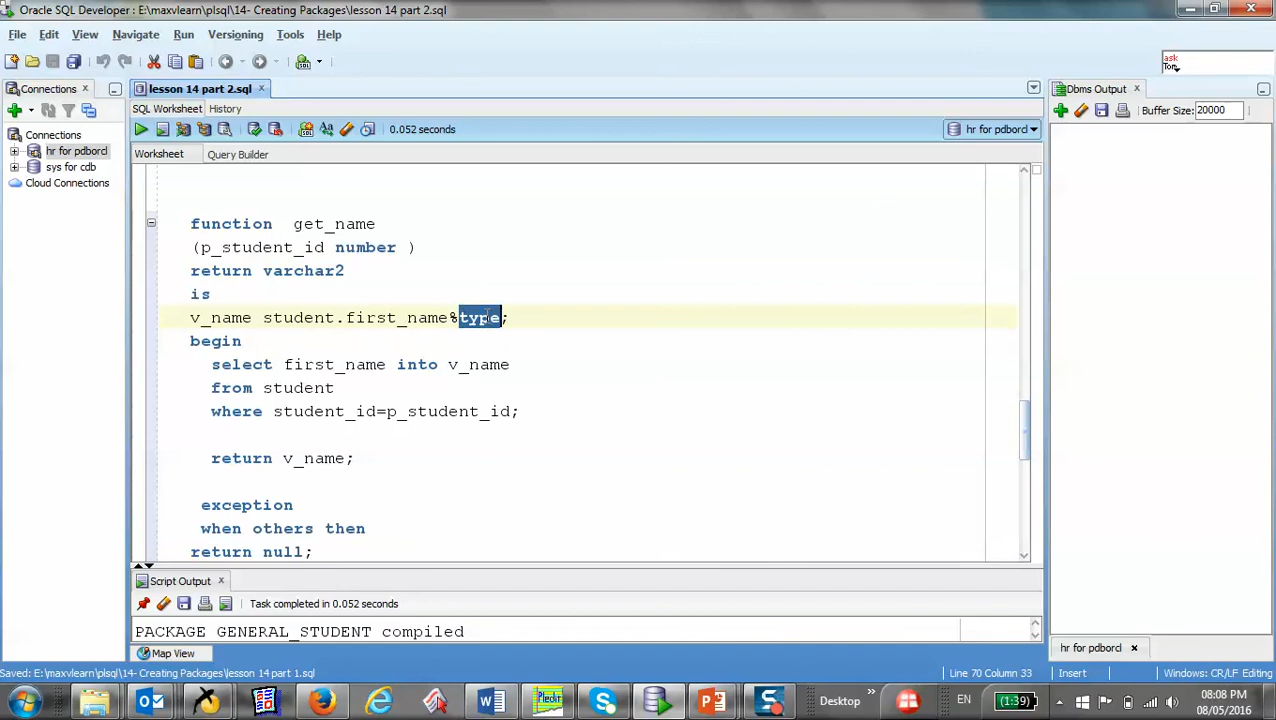 Oracle SQL Developer : E:\maxvlearn\plsql\14- Creating Packages\lesson 14 part 2.sql
File Edit View Navigate Run Versioning Tools Help
ask
Tom
Connections
lesson 14 part 2.sql
Dbms Output
SQL Worksheet History
Buffer Size: 20000
0.052 seconds
hr for pdborcl
Connections
hr for pdborcl
sys for cdb
Cloud Connections
Worksheet Query Builder
function get_name
(p_student_id number )
return varchar2
is
v_name student.first_name%type;
begin
select first_name into v_name
from student
where student_id=p_student_id;
return v_name;
exception
when others then
return null;
Script Output
Task completed in 0.052 seconds
PACKAGE GENERAL_STUDENT compiled
hr for pdborcl
Map View
Saved: E:\maxvlearn\plsql\14- Creating Packages\lesson 14 part 1.sql
Line 70 Column 33
Insert
Windows: CR/LF Editing
Desktop
EN
(1:39)
08:08 PM
08/05/2016